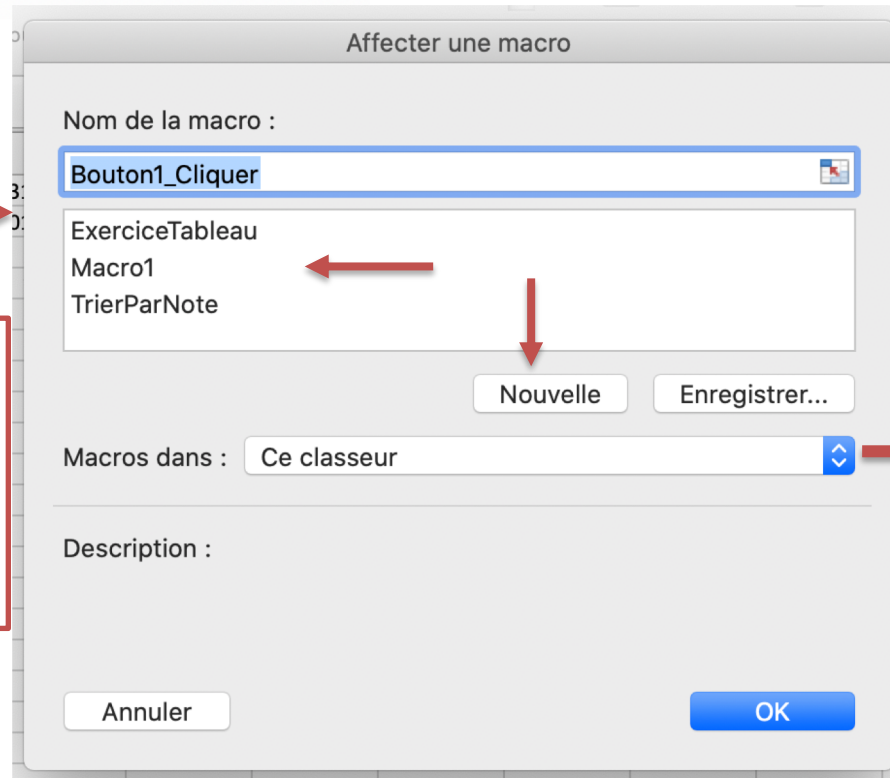 Affecter une macro
Nom de la macro :
Bouton1_Cliquer
ExerciceTableau
Macro1
TrierParNote
Nouvelle
Enregistrer...
Macros dans :
Ce classeur
Description :
Annuler
OK